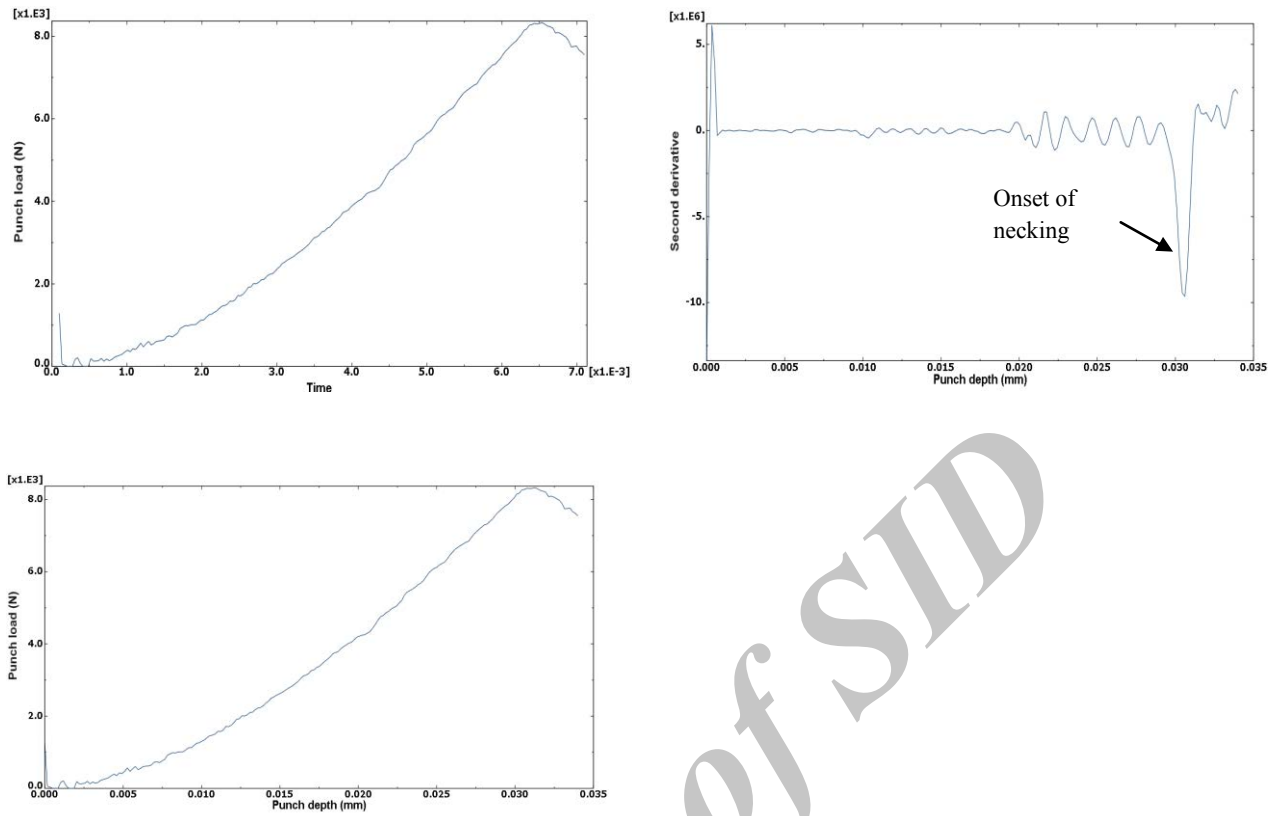 [x1.E3]
8.0
6.0
4.0
2.0
0.0
Punch load (N)
0.0 1.0 2.0 3.0 4.0 5.0 6.0 7.0 [x1.E-3]
Time
[x1.E6]
5.
0.
-5.
-10.
Second derivative
Onset of
necking
0.000 0.005 0.010 0.015 0.020 0.025 0.030 0.035
Punch depth (mm)
[x1.E3]
8.0
6.0
4.0
2.0
0.0
Punch load (N)
0.000 0.005 0.010 0.015 0.020 0.025 0.030 0.035
Punch depth (mm)
of SID